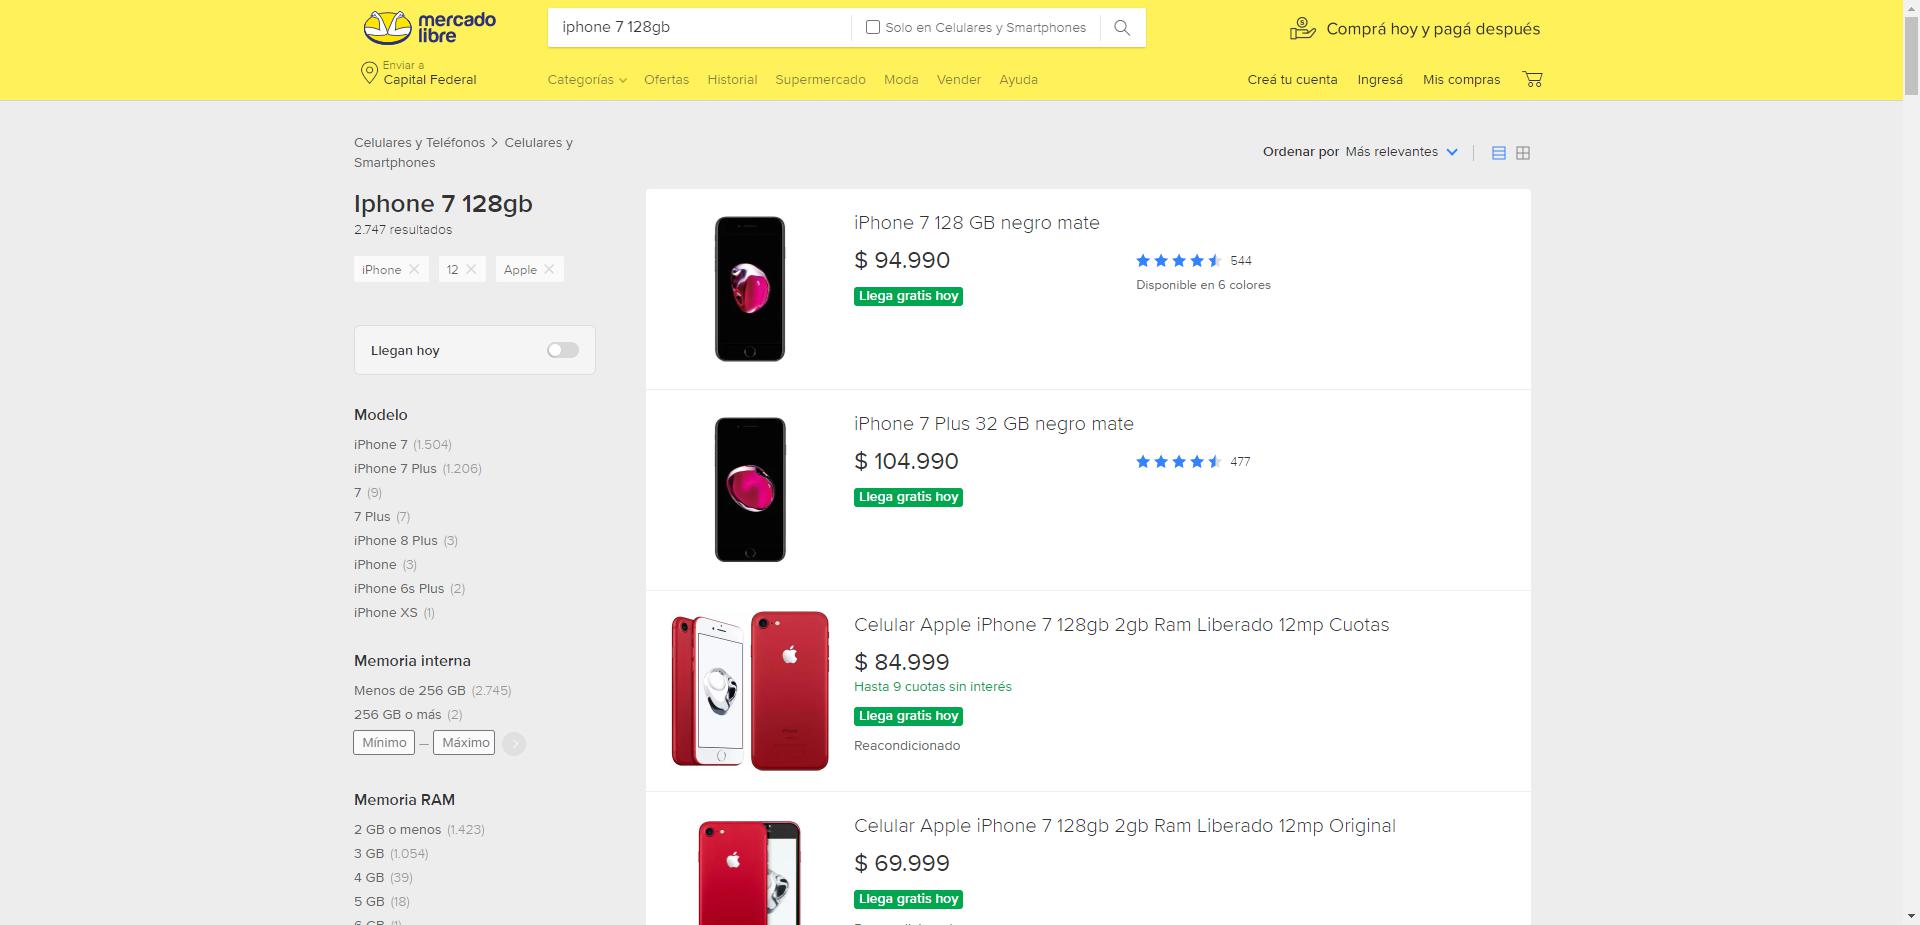 mercado
libre
iphone 7 128gb
Solo en Celulares y Smartphones
Comprá hoy y pagá después
Enviar a
Capital Federal
Categorías
Ofertas
Historial
Supermercado
Moda
Vender
Ayuda
Creá tu cuenta
Ingresá
Mis compras
Celulares y Teléfonos > Celulares y
Smartphones
Ordenar por Más relevantes
Iphone 7 128gb
2.747 resultados
iPhone
12
Apple
Llegan hoy
Modelo
iPhone 7 (1.504)
iPhone 7 Plus (1.206)
7 (9)
7 Plus (7)
iPhone 8 Plus (3)
iPhone (3)
iPhone 6s Plus (2)
iPhone XS (1)
Memoria interna
Menos de 256 GB (2.745)
256 GB o más (2)
Mínimo — Máximo
Memoria RAM
2 GB o menos (1.423)
3 GB (1.054)
4 GB (39)
5 GB (18)
6 GB (1)
iPhone 7 128 GB negro mate
$ 94.990
544
Llega gratis hoy
Disponible en 6 colores
iPhone 7 Plus 32 GB negro mate
$ 104.990
477
Llega gratis hoy
Celular Apple iPhone 7 128gb 2gb Ram Liberado 12mp Cuotas
$ 84.999
Hasta 9 cuotas sin interés
Llega gratis hoy
Reacondicionado
Celular Apple iPhone 7 128gb 2gb Ram Liberado 12mp Original
$ 69.999
Llega gratis hoy